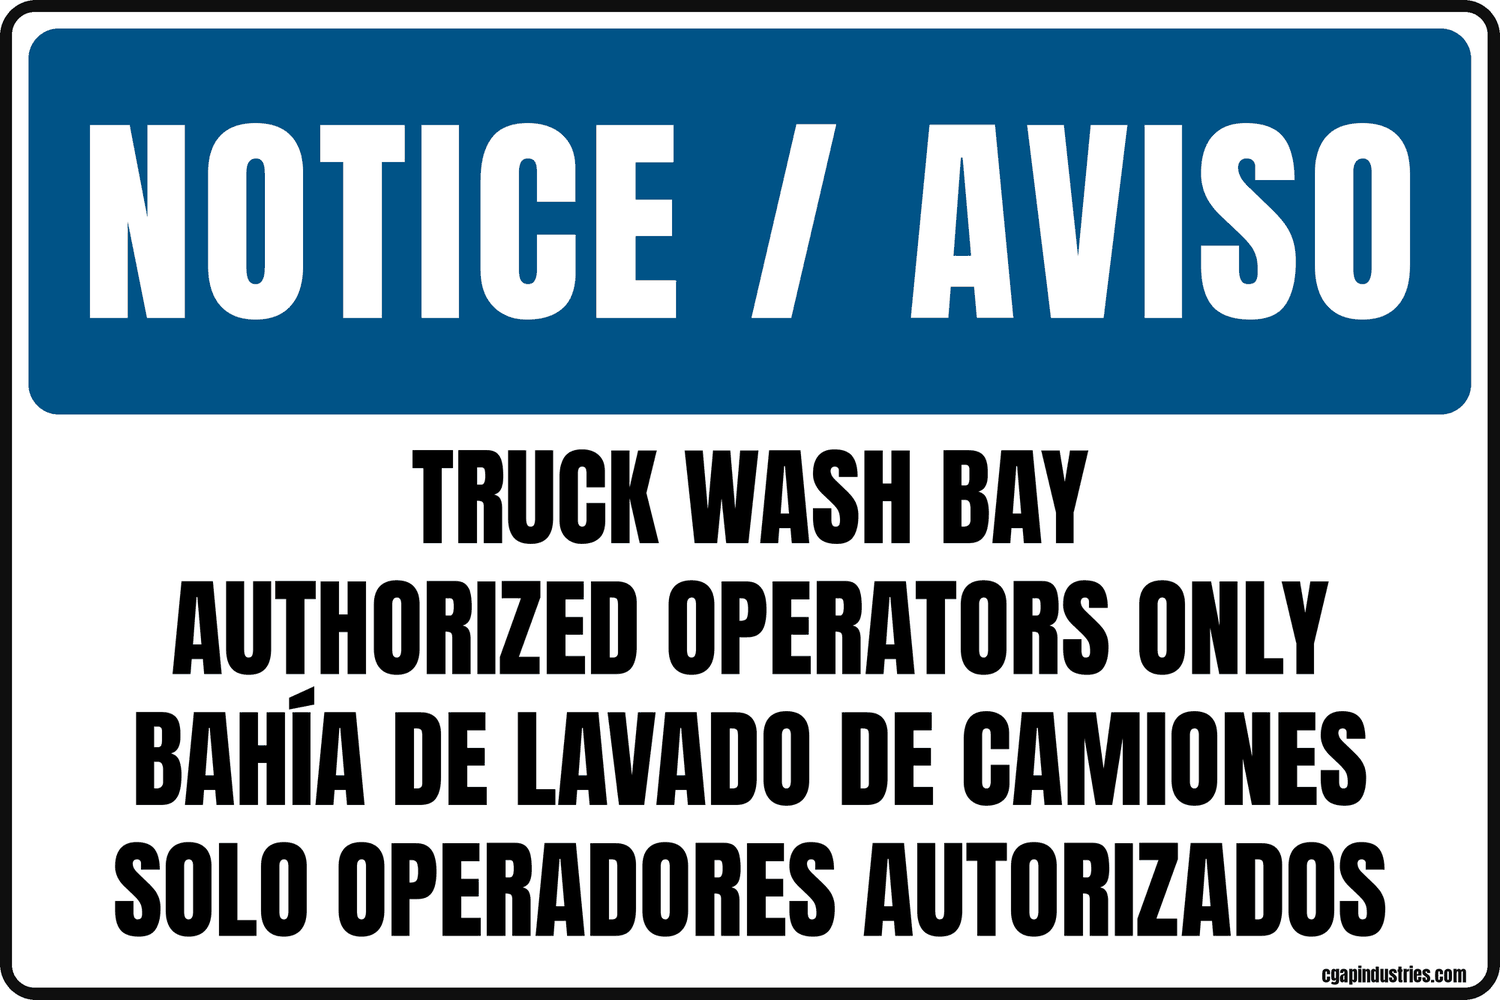 NOTICE / AVISO
TRUCK WASH BAY
AUTHORIZED OPERATORS ONLY
BAHÍA DE LAVADO DE CAMIONES
SOLO OPERADORES AUTORIZADOS
cgapindustries.com